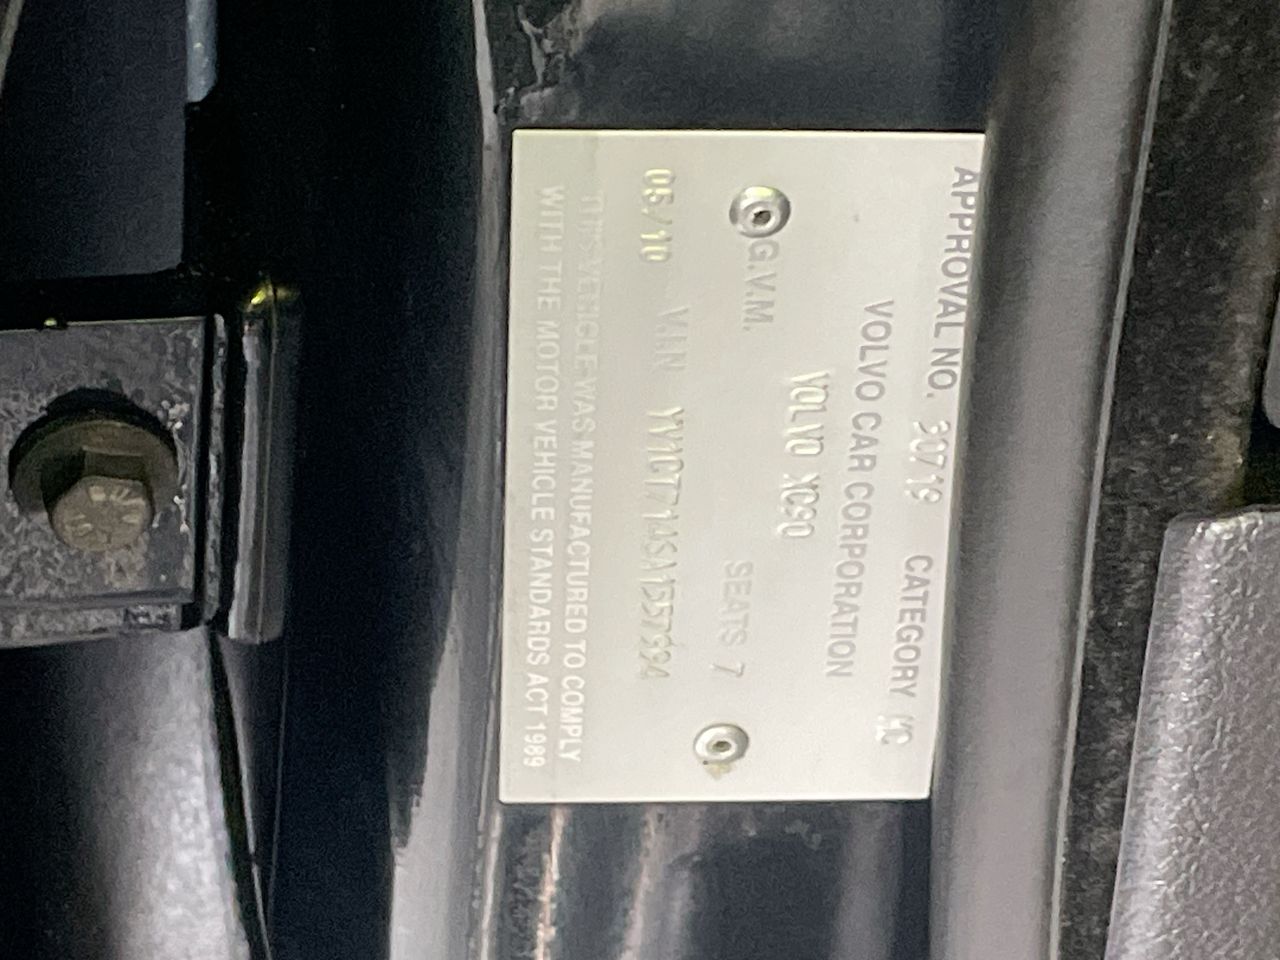 APPROVAL NO. 30719 CATEGORY MC
VOLVO CAR CORPORATION
VOLVO XC90
G.V.M. SEATS 7
05/10 VIN
THIS VEHICLE WAS MANUFACTURED TO COMPLY
WITH THE MOTOR VEHICLE STANDARDS ACT 1989